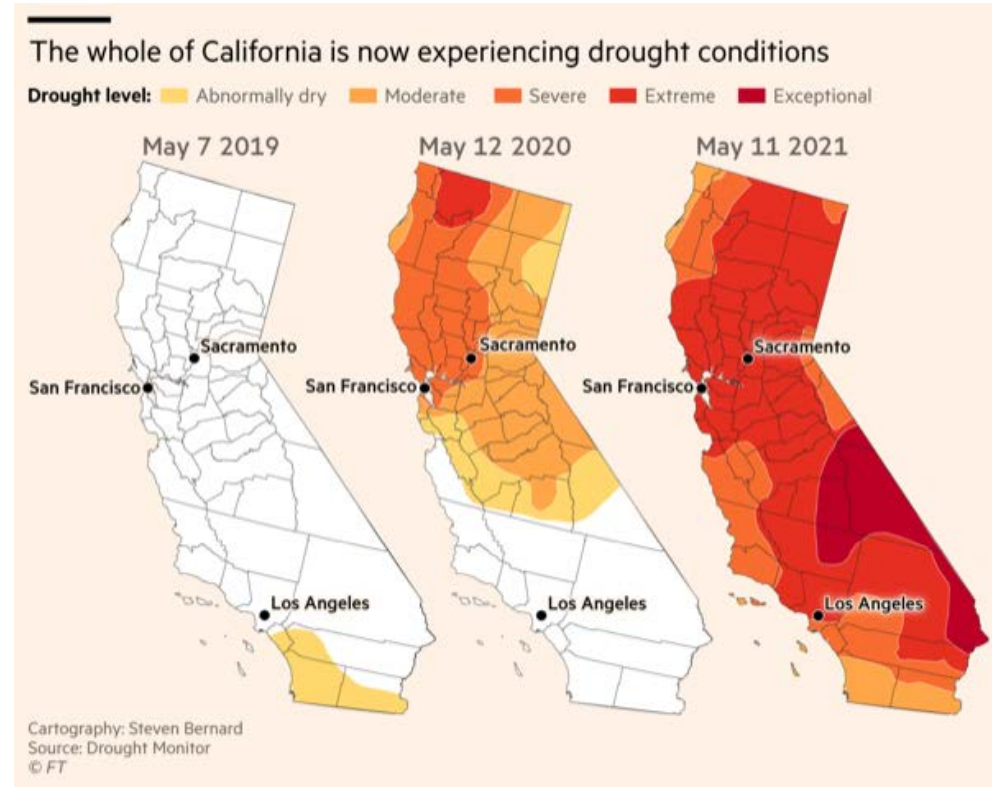 The whole of California is now experiencing drought conditions
Drought level: Abnormally dry Moderate Severe Extreme Exceptional
May 7 2019 May 12 2020 May 11 2021
Sacramento Sacramento Sacramento
San Francisco San Francisco San Francisco
Los Angeles Los Angeles Los Angeles
Cartography: Steven Bernard
Source: Drought Monitor
© FT